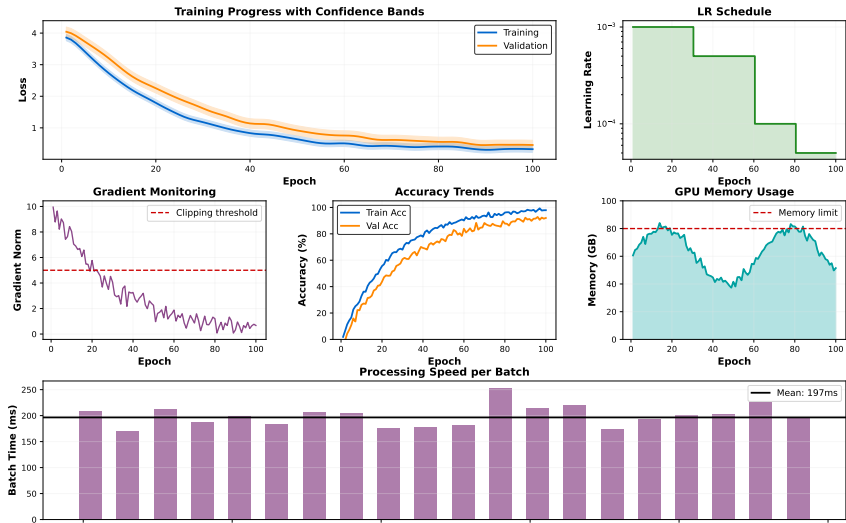 Training Progress with Confidence Bands
Loss
4
3
2
1
Training
Validation
0
20
40
60
80
100
Epoch
LR Schedule
Learning Rate
10⁻³
10⁻⁴
0
20
40
60
80
100
Epoch
Gradient Monitoring
Gradient Norm
10
8
6
4
2
0
Clipping threshold
0
20
40
60
80
100
Epoch
Accuracy Trends
Accuracy (%)
100
80
60
40
20
0
Train Acc
Val Acc
0
20
40
60
80
100
Epoch
GPU Memory Usage
Memory (GB)
100
80
60
40
20
0
Memory limit
0
20
40
60
80
100
Epoch
Processing Speed per Batch
Batch Time (ms)
250
200
150
100
50
0
Mean: 197ms